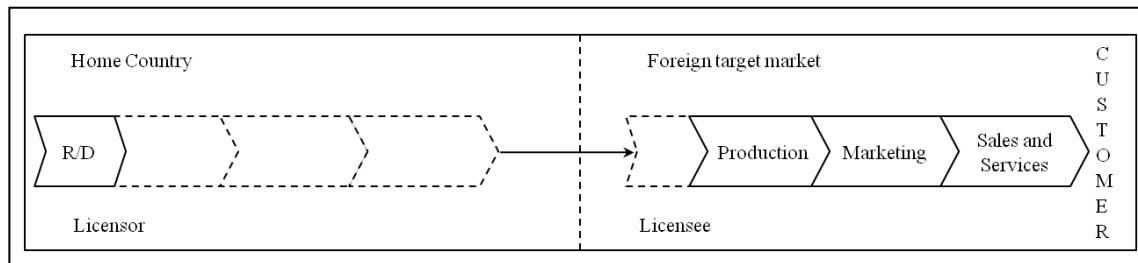 Home Country
Foreign target market
R/D
Production
Marketing
Sales and
Services
Licensor
Licensee
C
U
S
T
O
M
E
R